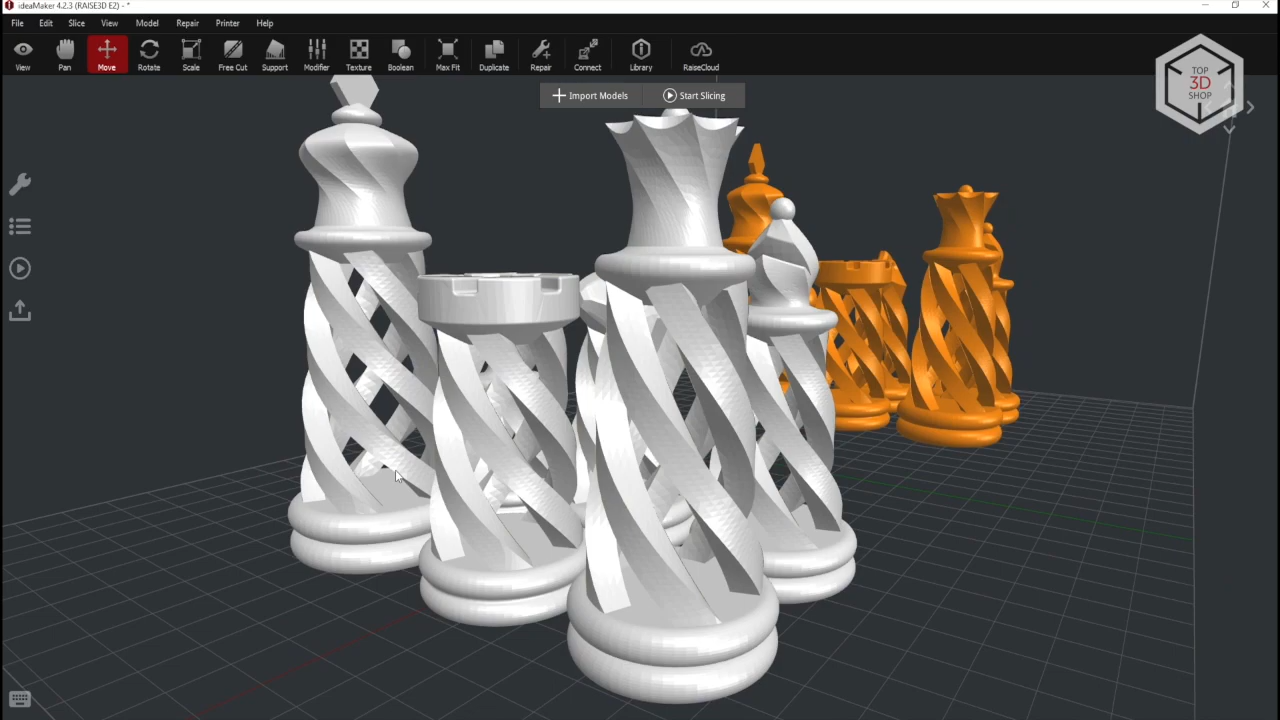 ideaMaker 4.2.3 (RAISE3D E2) - *
File Edit Slice View Model Repair Printer Help
View Pan Move Rotate Scale Free Cut Support Modifier Texture Boolean Max Fit Duplicate Repair Connect Library RaiseCloud
Import Models Start Slicing
TOP
3D
SHOP